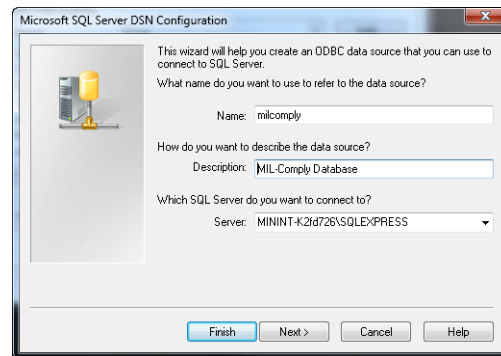 Microsoft SQL Server DSN Configuration
This wizard will help you create an ODBC data source that you can use to
connect to SQL Server.
What name do you want to use to refer to the data source?
Name: milcomply
How do you want to describe the data source?
Description: MIL-Comply Database
Which SQL Server do you want to connect to?
Server: MININT-K2fd726\SQLEXPRESS
Finish Next > Cancel Help